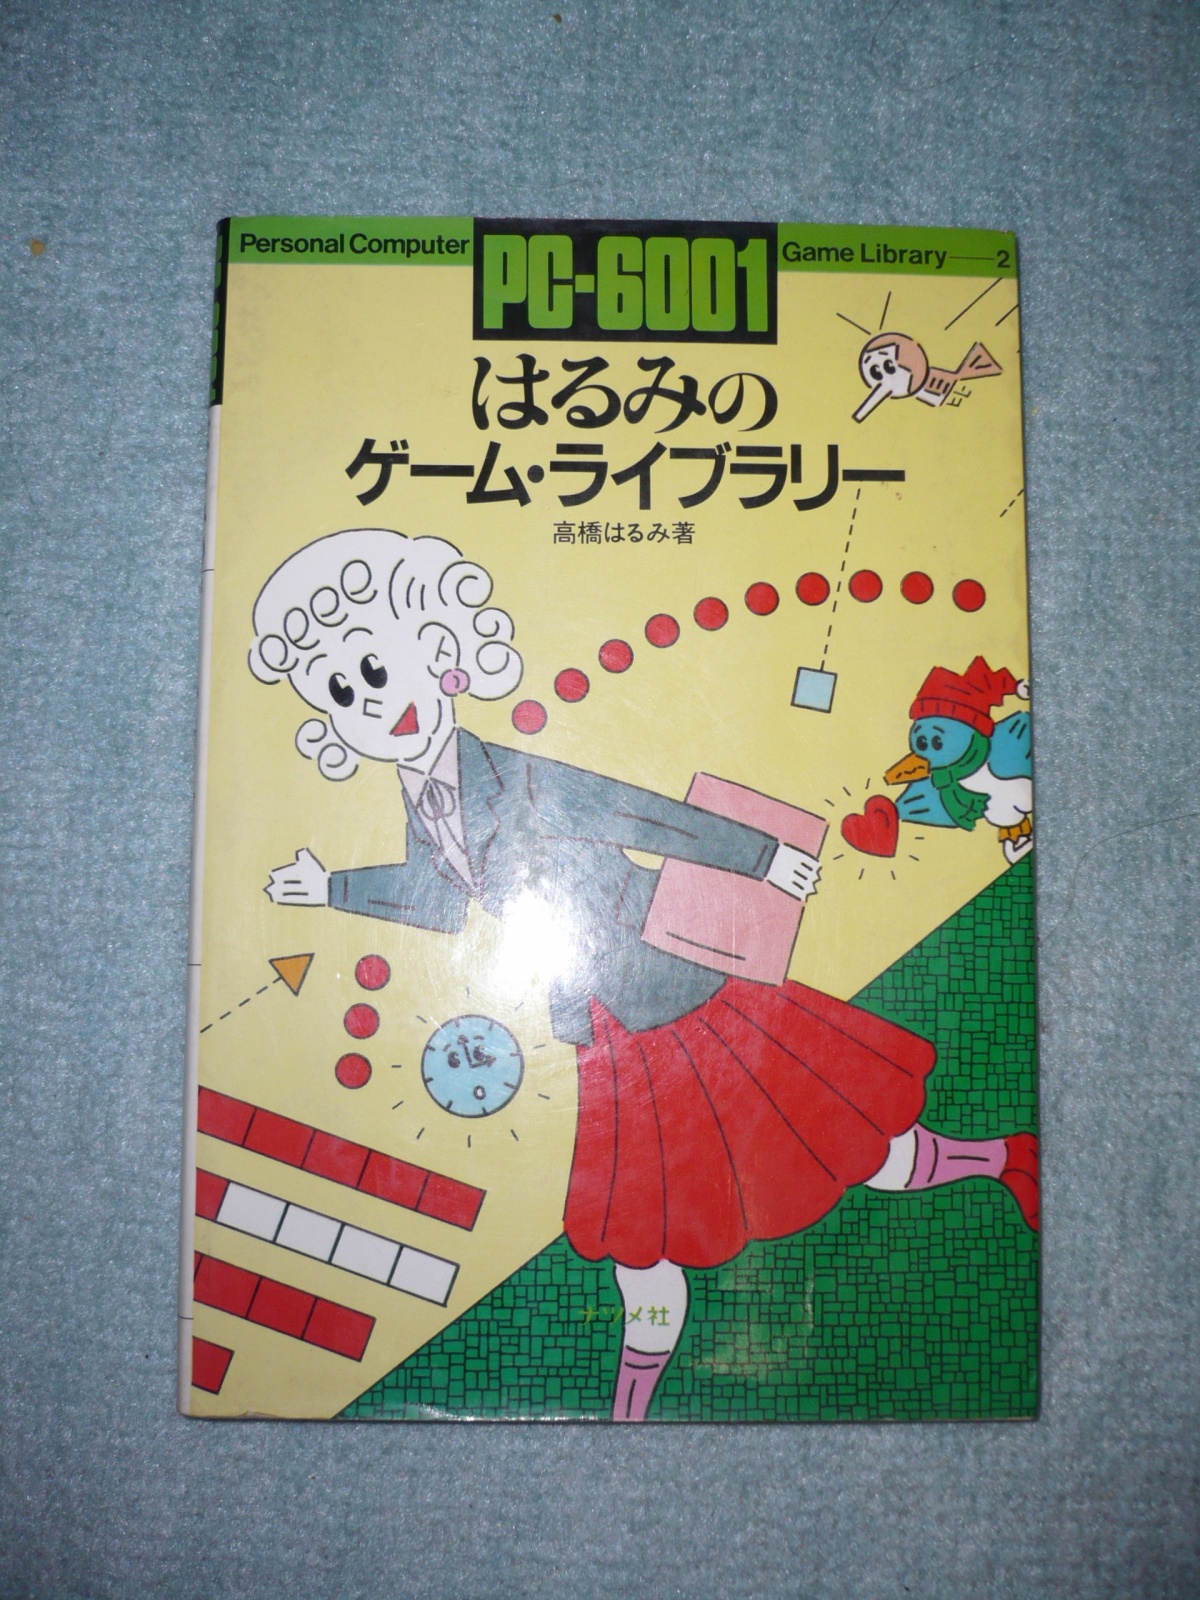 Personal Computer PC-6001 Game Library——2
はるみの
ゲーム・ライブラリー
高橋はるみ著
ナツメ社